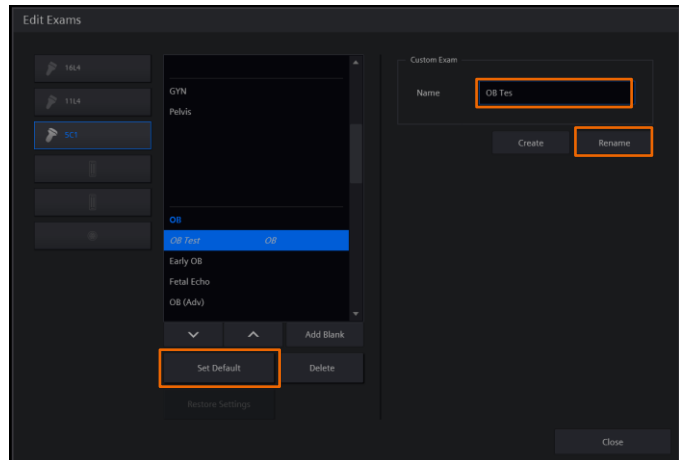 Edit Exams
16L4
11L4
5C1
GYN
Pelvis
OB
OB Test OB
Early OB
Fetal Echo
OB (Adv)
Add Blank
Set Default Delete
Restore Settings
Custom Exam
Name OB Tes
Create Rename
Close